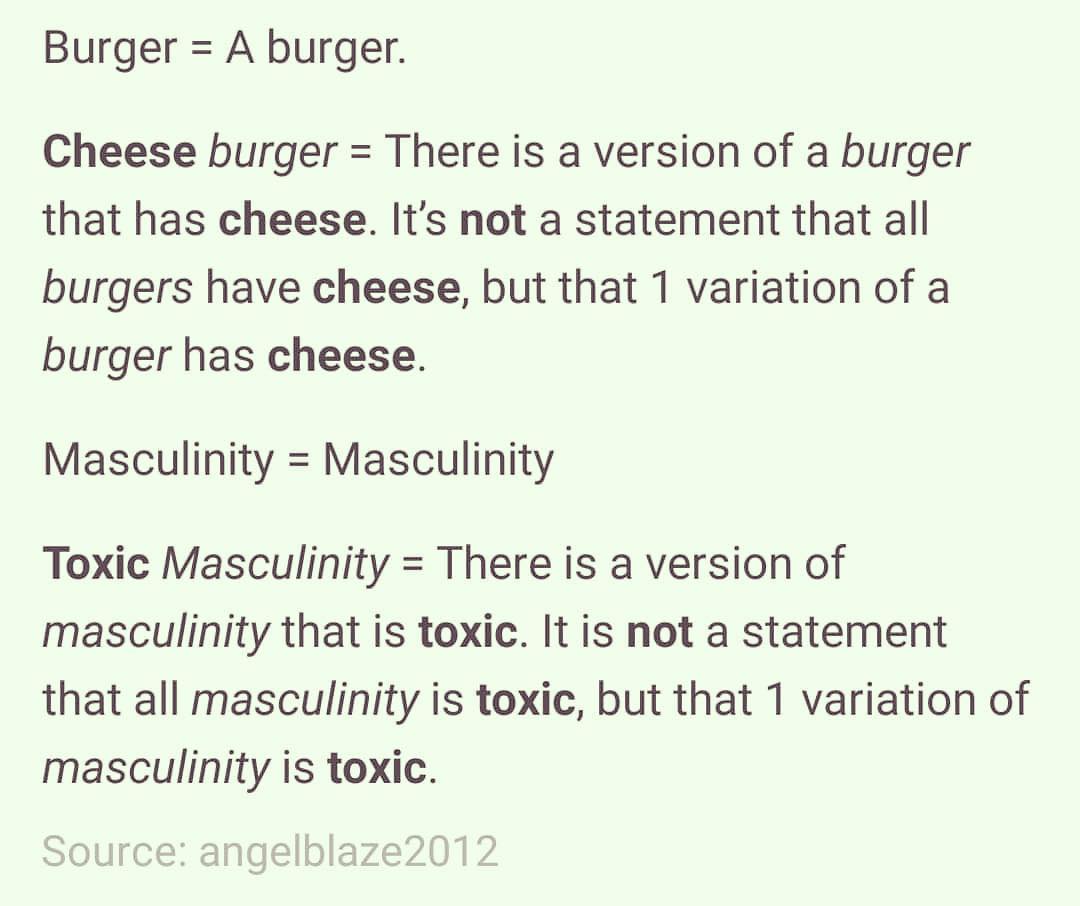 Burger = A burger.
Cheese burger = There is a version of a burger
that has cheese. It’s not a statement that all
burgers have cheese, but that 1 variation of a
burger has cheese.
Masculinity = Masculinity
Toxic Masculinity = There is a version of
masculinity that is toxic. It is not a statement
that all masculinity is toxic, but that 1 variation of
masculinity is toxic.
Source: angelblaze2012